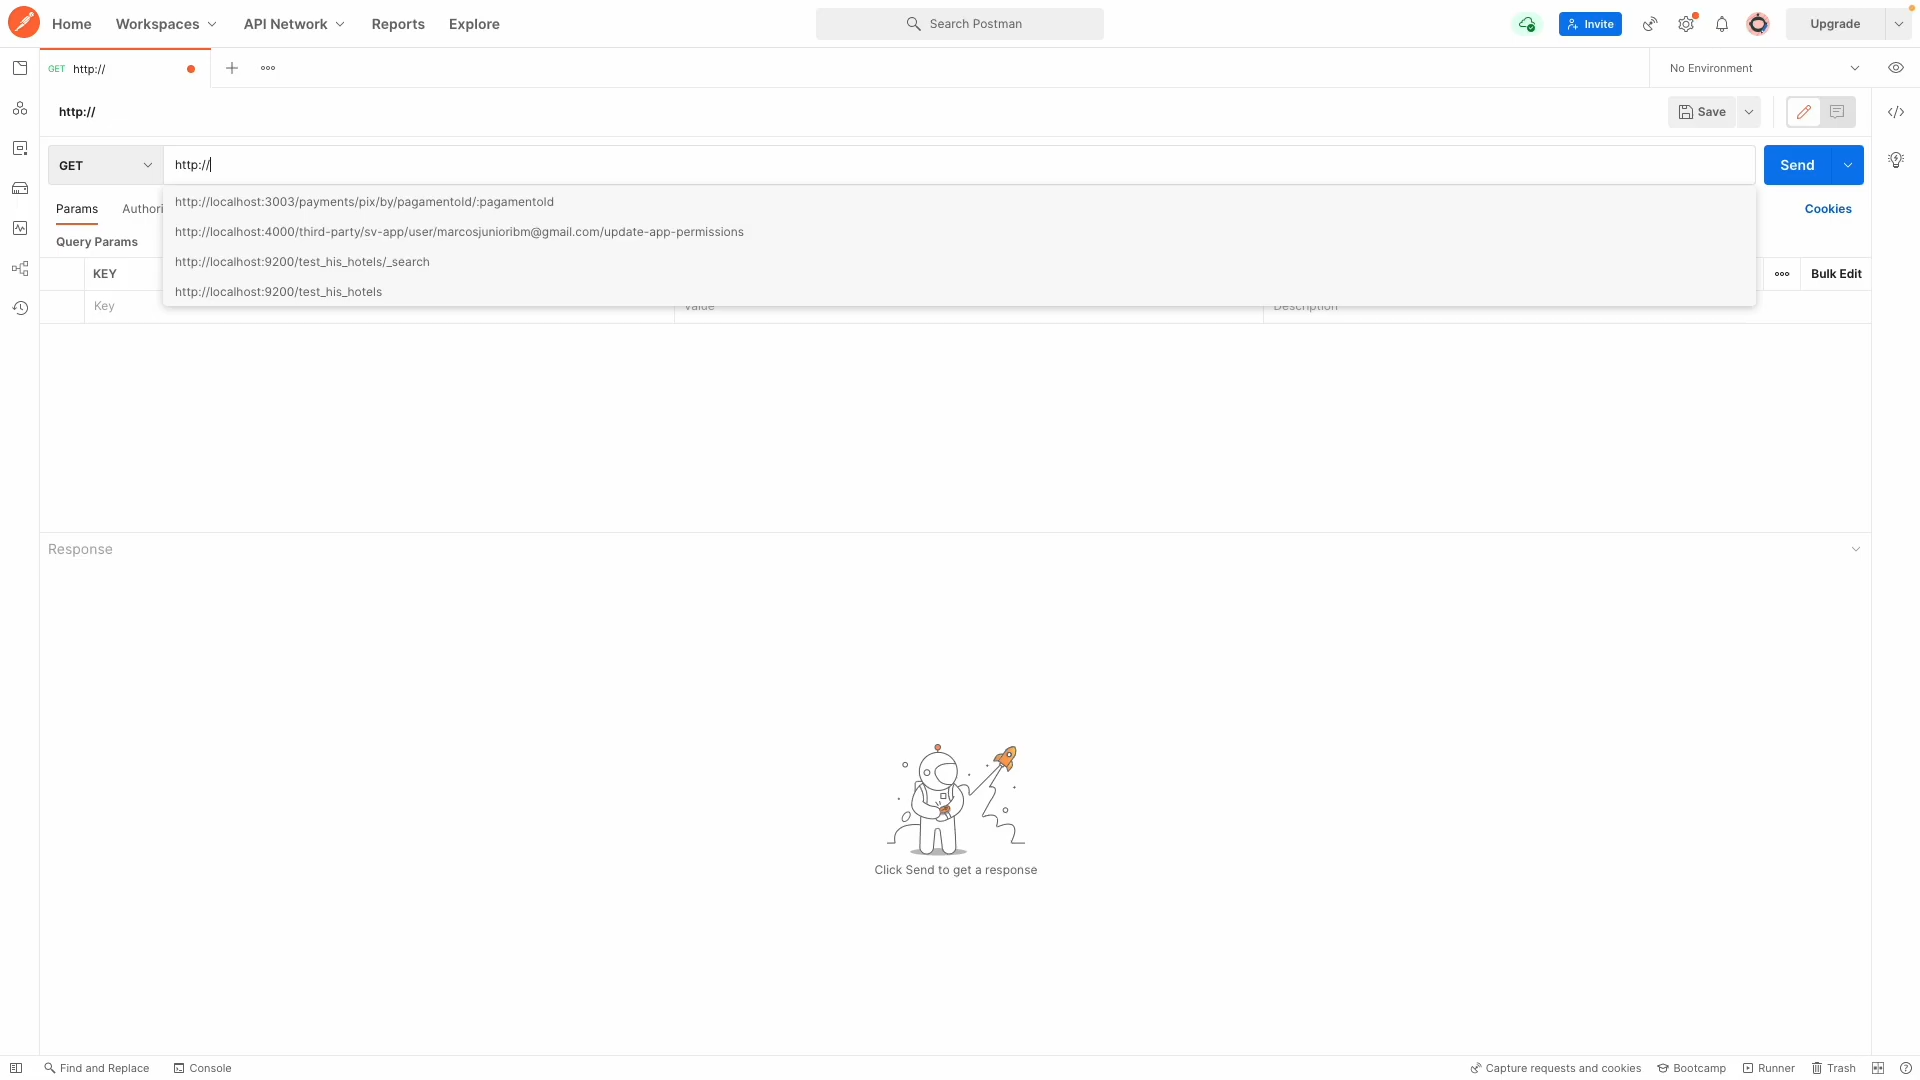 Home Workspaces API Network Reports Explore Search Postman Invite Upgrade
GET http:// No Environment
http:// Save
GET http:// Send
http://localhost:3003/payments/pix/by/pagamentoId/:pagamentoId
Params Authori Cookies
http://localhost:4000/third-party/sv-app/user/marcosjunioribm@gmail.com/update-app-permissions
Query Params
http://localhost:9200/test_his_hotels/_search
KEY Bulk Edit
http://localhost:9200/test_his_hotels
Key Value Description
Response
Click Send to get a response
Find and Replace Console Capture requests and cookies Bootcamp Runner Trash